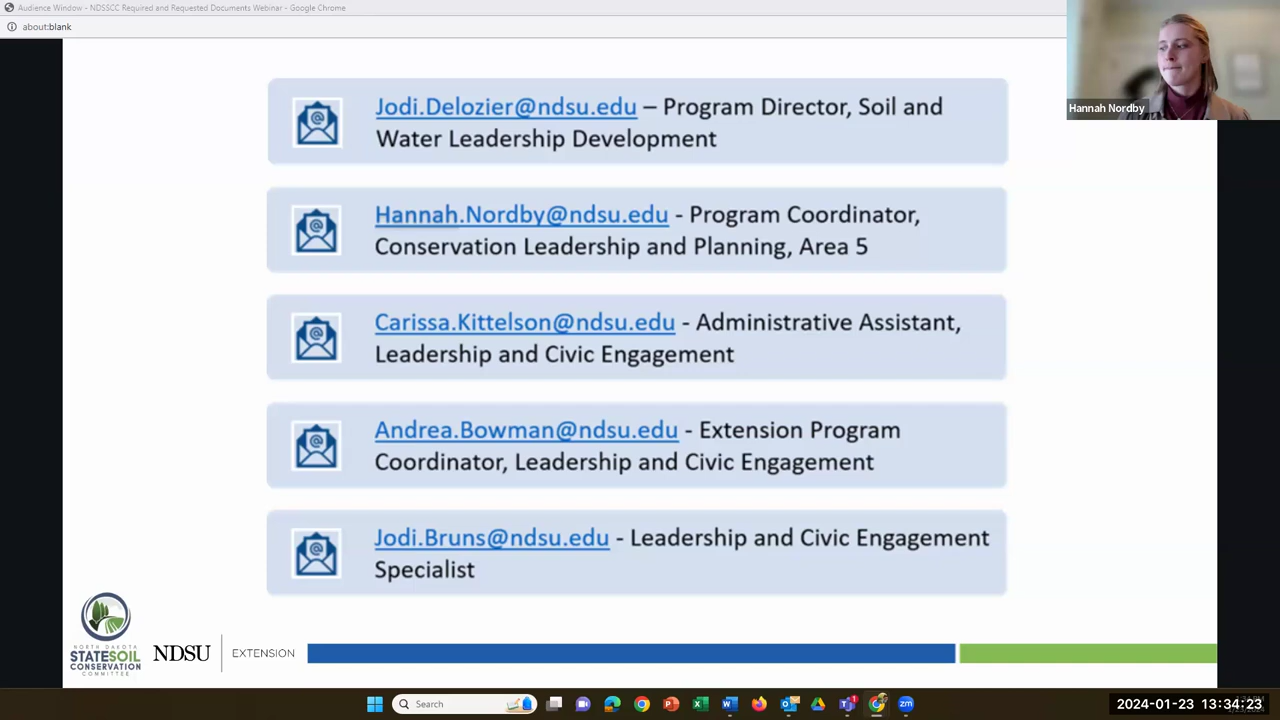 Audience Window - NDSSCC Required and Requested Documents Webinar - Google Chrome
about:blank
Hannah Nordby
Jodi.Delozier@ndsu.edu – Program Director, Soil and
Water Leadership Development
Hannah.Nordby@ndsu.edu - Program Coordinator,
Conservation Leadership and Planning, Area 5
Carissa.Kittelson@ndsu.edu - Administrative Assistant,
Leadership and Civic Engagement
Andrea.Bowman@ndsu.edu - Extension Program
Coordinator, Leadership and Civic Engagement
Jodi.Bruns@ndsu.edu - Leadership and Civic Engagement
Specialist
NORTH DAKOTA
STATE SOIL
CONSERVATION
COMMITTEE
NDSU
EXTENSION
Search
2024-01-23 13:34:23